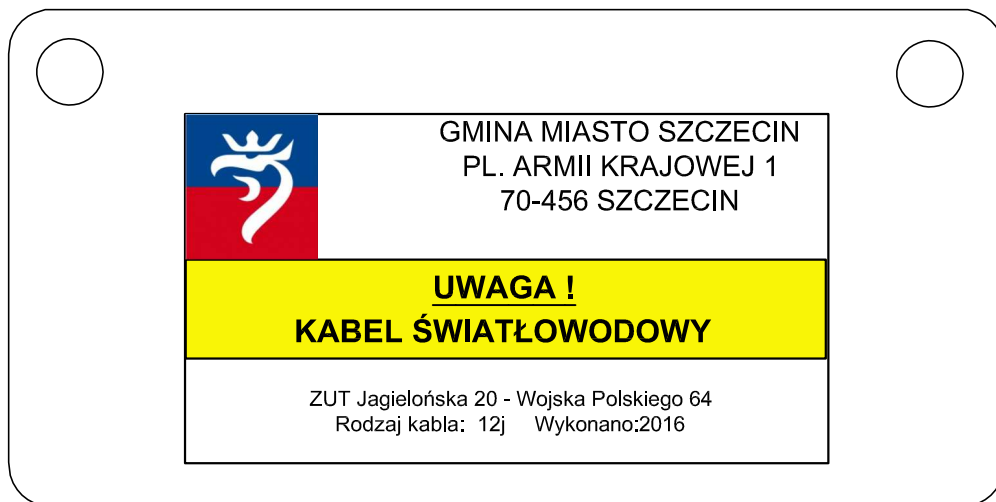 GMINA MIASTO SZCZECIN
PL. ARMII KRAJOWEJ 1
70-456 SZCZECIN
UWAGA !
KABEL ŚWIATŁOWODOWY
ZUT Jagielońska 20 - Wojska Polskiego 64
Rodzaj kabla: 12j Wykonano:2016